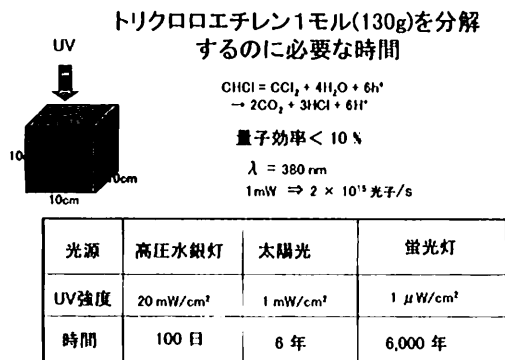 トリクロロエチレン1モル(130g)を分解
するのに必要な時間
UV
CHCl = CCl₂ + 4H₂O + 6h⁺
→ 2CO₂ + 3HCl + 6H⁺
量子効率< 10 %
λ = 380 nm
1mW ⇒ 2 × 10¹⁵ 光子/s
10cm
10cm
光源 高圧水銀灯 太陽光 蛍光灯
UV強度 20 mW/cm² 1 mW/cm² 1 μW/cm²
時間 100 日 6 年 6,000 年